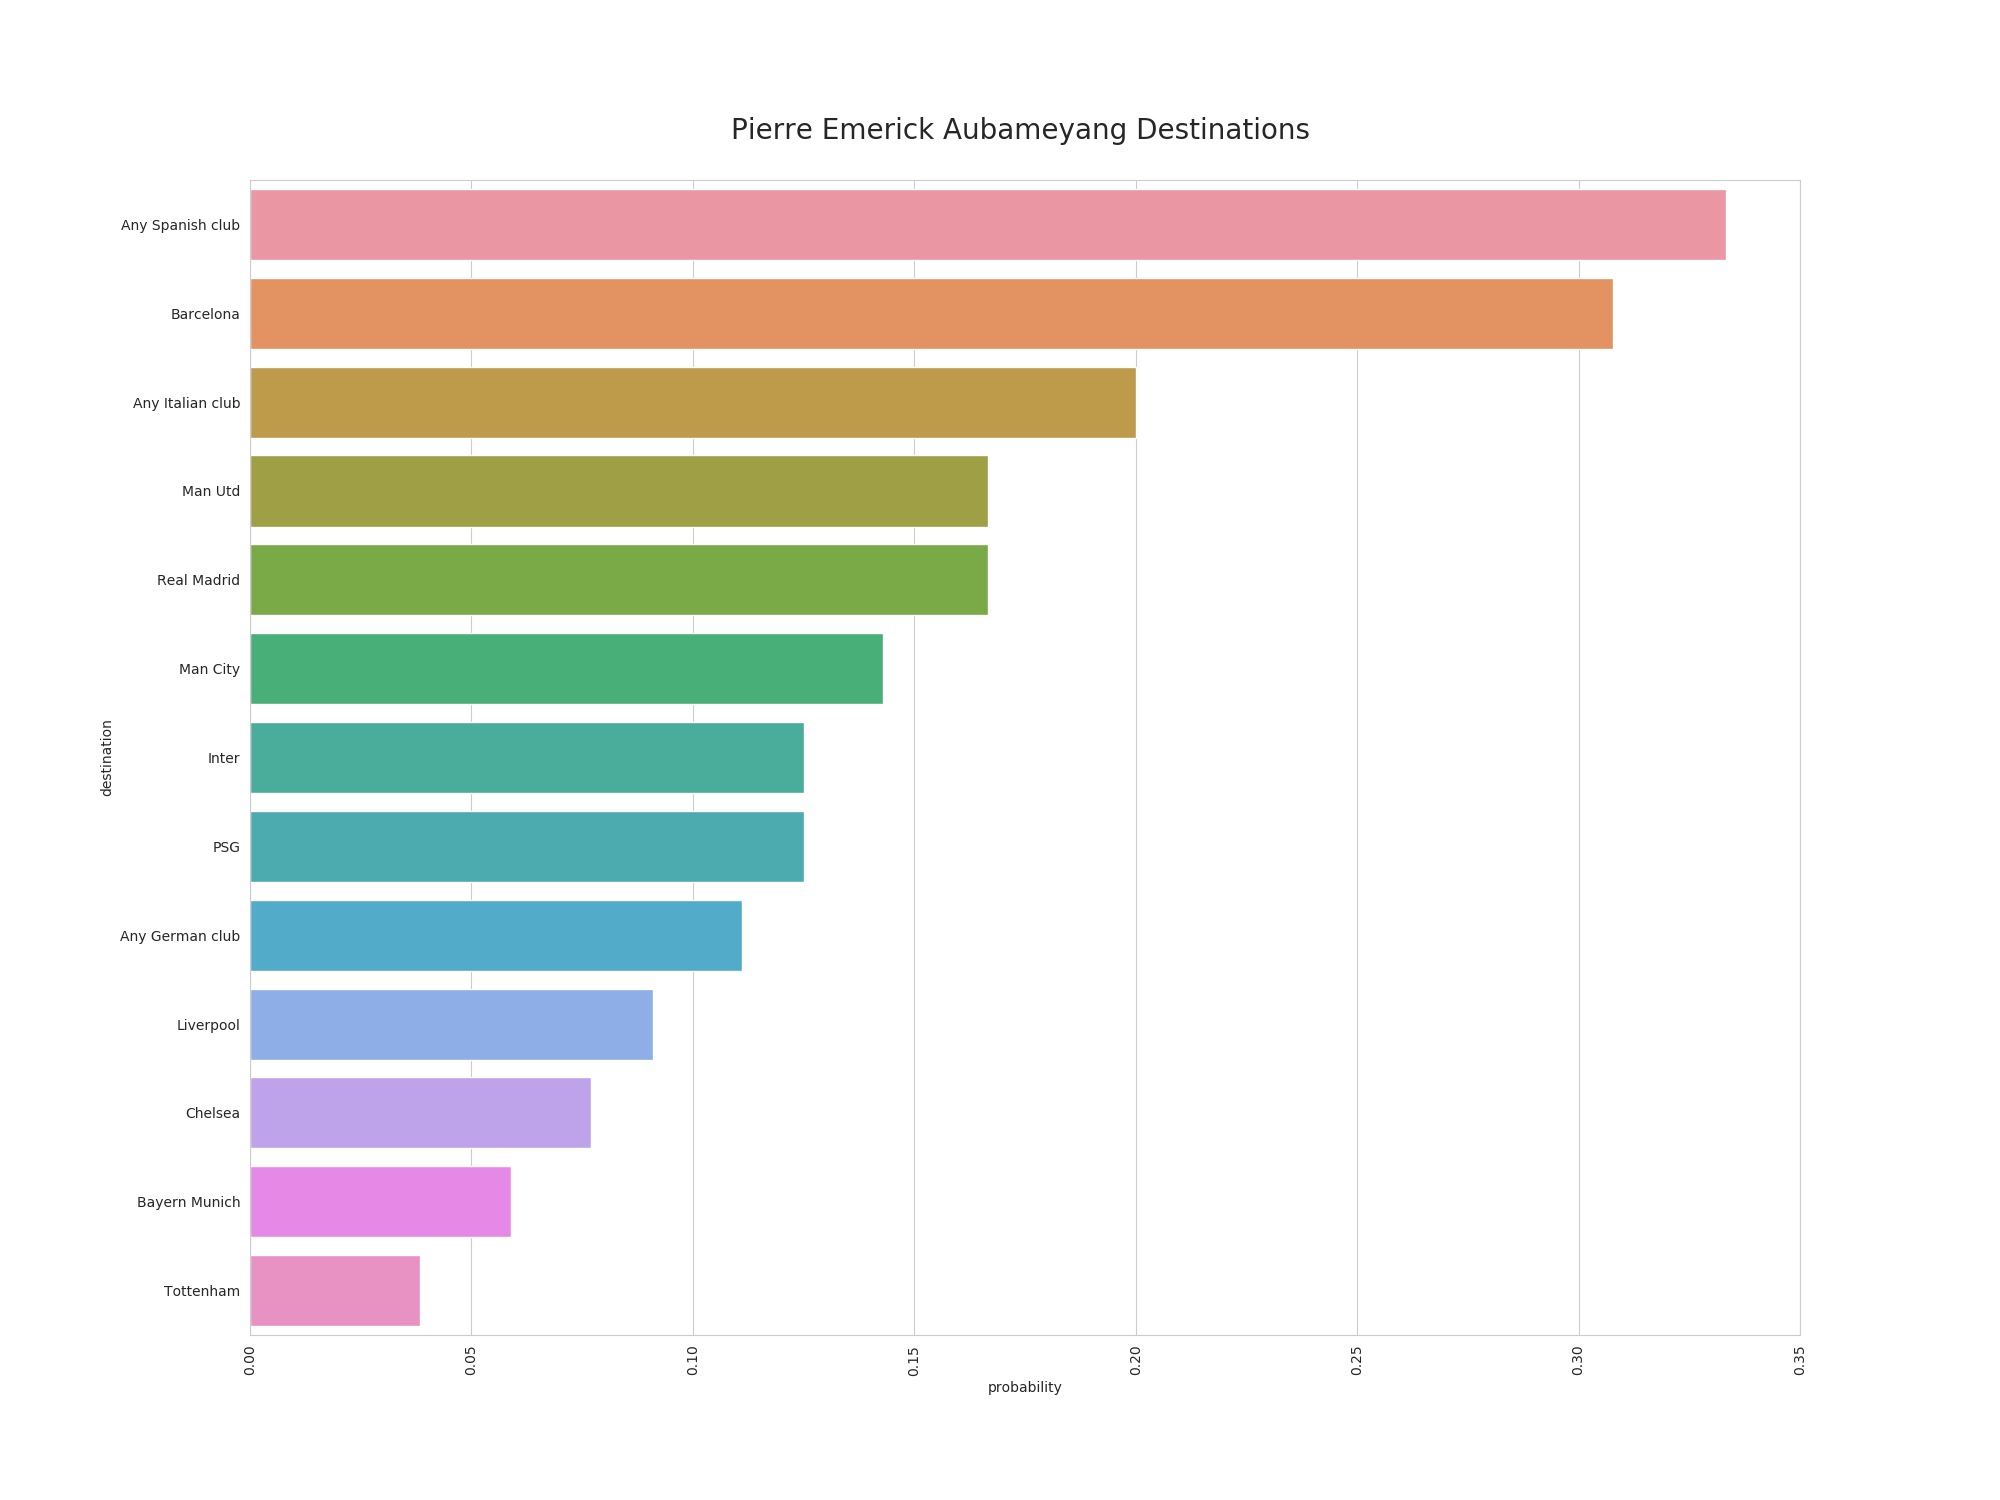 Pierre Emerick Aubameyang Destinations
destination
Any Spanish club
Barcelona
Any Italian club
Man Utd
Real Madrid
Man City
Inter
PSG
Any German club
Liverpool
Chelsea
Bayern Munich
Tottenham
0.00
0.05
0.10
0.15
0.20
0.25
0.30
0.35
probability